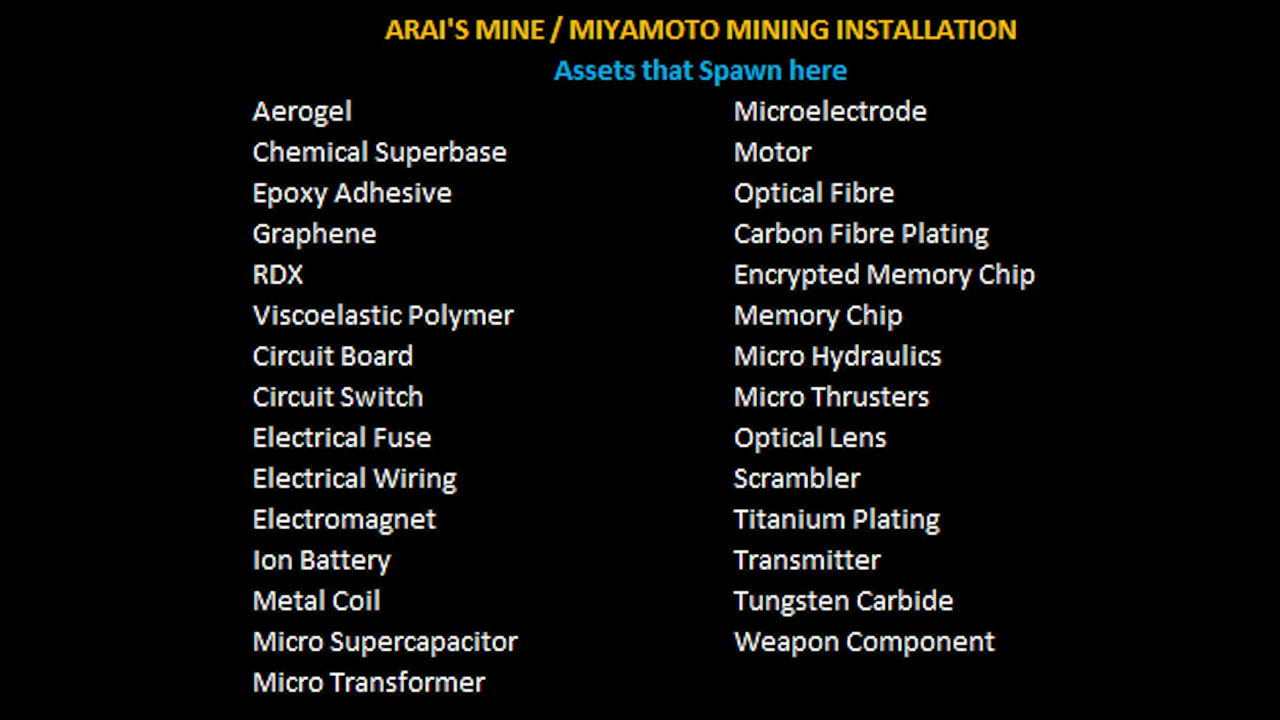 ARAI'S MINE / MIYAMOTO MINING INSTALLATION
Assets that Spawn here
Aerogel
Chemical Superbase
Epoxy Adhesive
Graphene
RDX
Viscoelastic Polymer
Circuit Board
Circuit Switch
Electrical Fuse
Electrical Wiring
Electromagnet
Ion Battery
Metal Coil
Micro Supercapacitor
Micro Transformer
Microelectrode
Motor
Optical Fibre
Carbon Fibre Plating
Encrypted Memory Chip
Memory Chip
Micro Hydraulics
Micro Thrusters
Optical Lens
Scrambler
Titanium Plating
Transmitter
Tungsten Carbide
Weapon Component